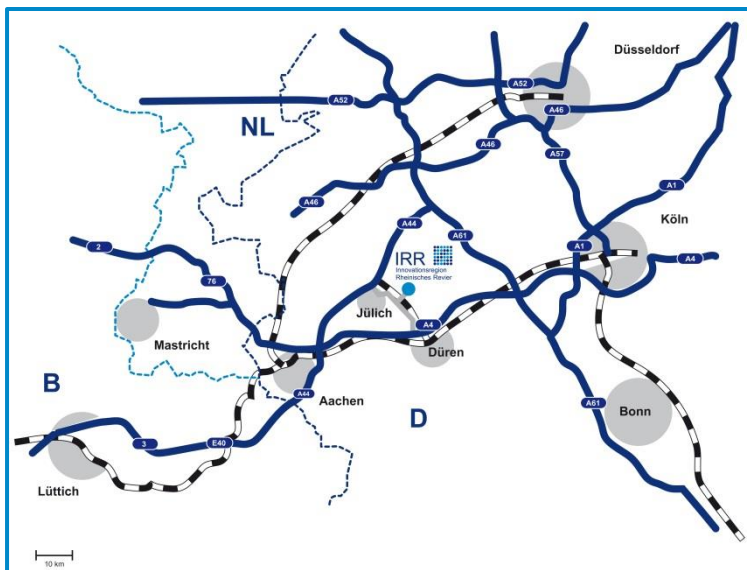 Düsseldorf
A52
A52
A46
NL
A46
A57
A46
A1
Köln
A44
A61
A1
2
IRR
Innovationsregion
Rheinisches Revier
A4
76
Jülich
A4
Mastricht
Düren
B
Aachen
A44
D
A61
Bonn
3
E40
Lüttich
10 km